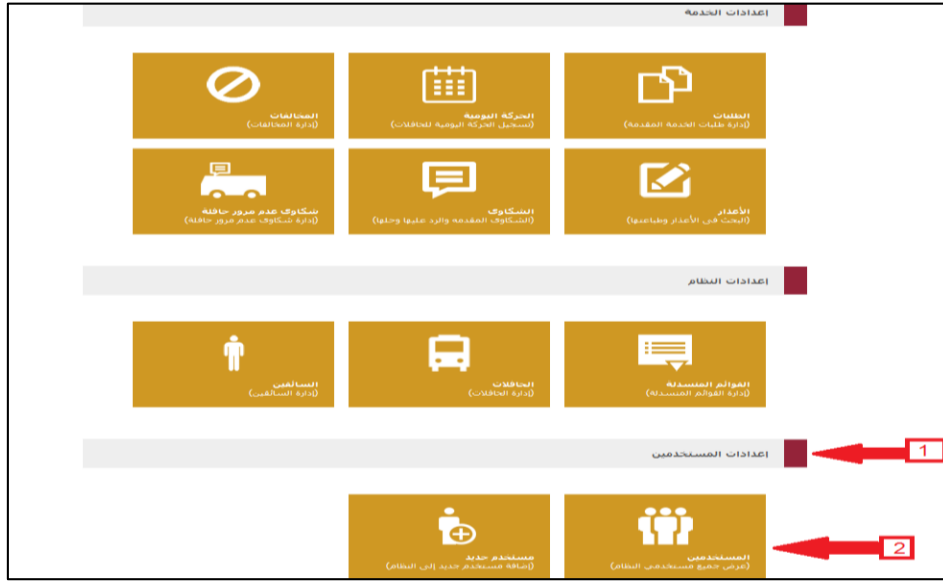 إعدادات الخدمة
الطلبات
(إدارة طلبات الخدمة المقدمة)
الحركة اليومية
(تسجيل الحركة اليومية للحافلات)
المخالفات
(إدارة المخالفات)
الأعذار
(البحث في الأعذار وطباعتها)
الشكاوى
(الشكاوى المقدمه والرد عليها وحلها)
شكاوى عدم مرور حافلة
(إدارة شكاوى عدم مرور حافلة)
إعدادات النظام
القوائم المنسدلة
(إدارة القوائم المنسدلة)
الحافلات
(إدارة الحافلات)
السائقين
(إدارة السائقين)
إعدادات المستخدمين
1
المستخدمين
(عرض جميع مستخدمي النظام)
مستخدم جديد
(إضافة مستخدم جديد إلى النظام)
2